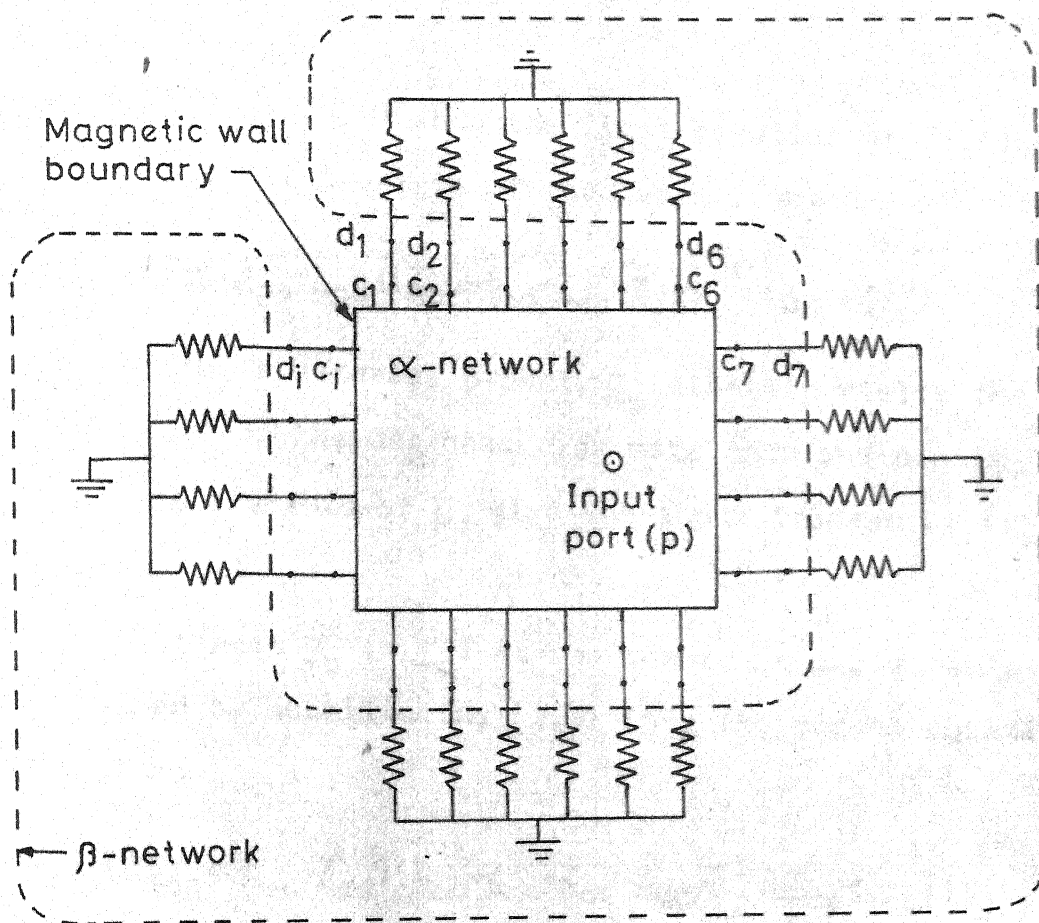 Magnetic wall
boundary
d1 d2 d6
c1 c2 c6
di ci
α-network
c7 d7
Input
port (p)
β-network